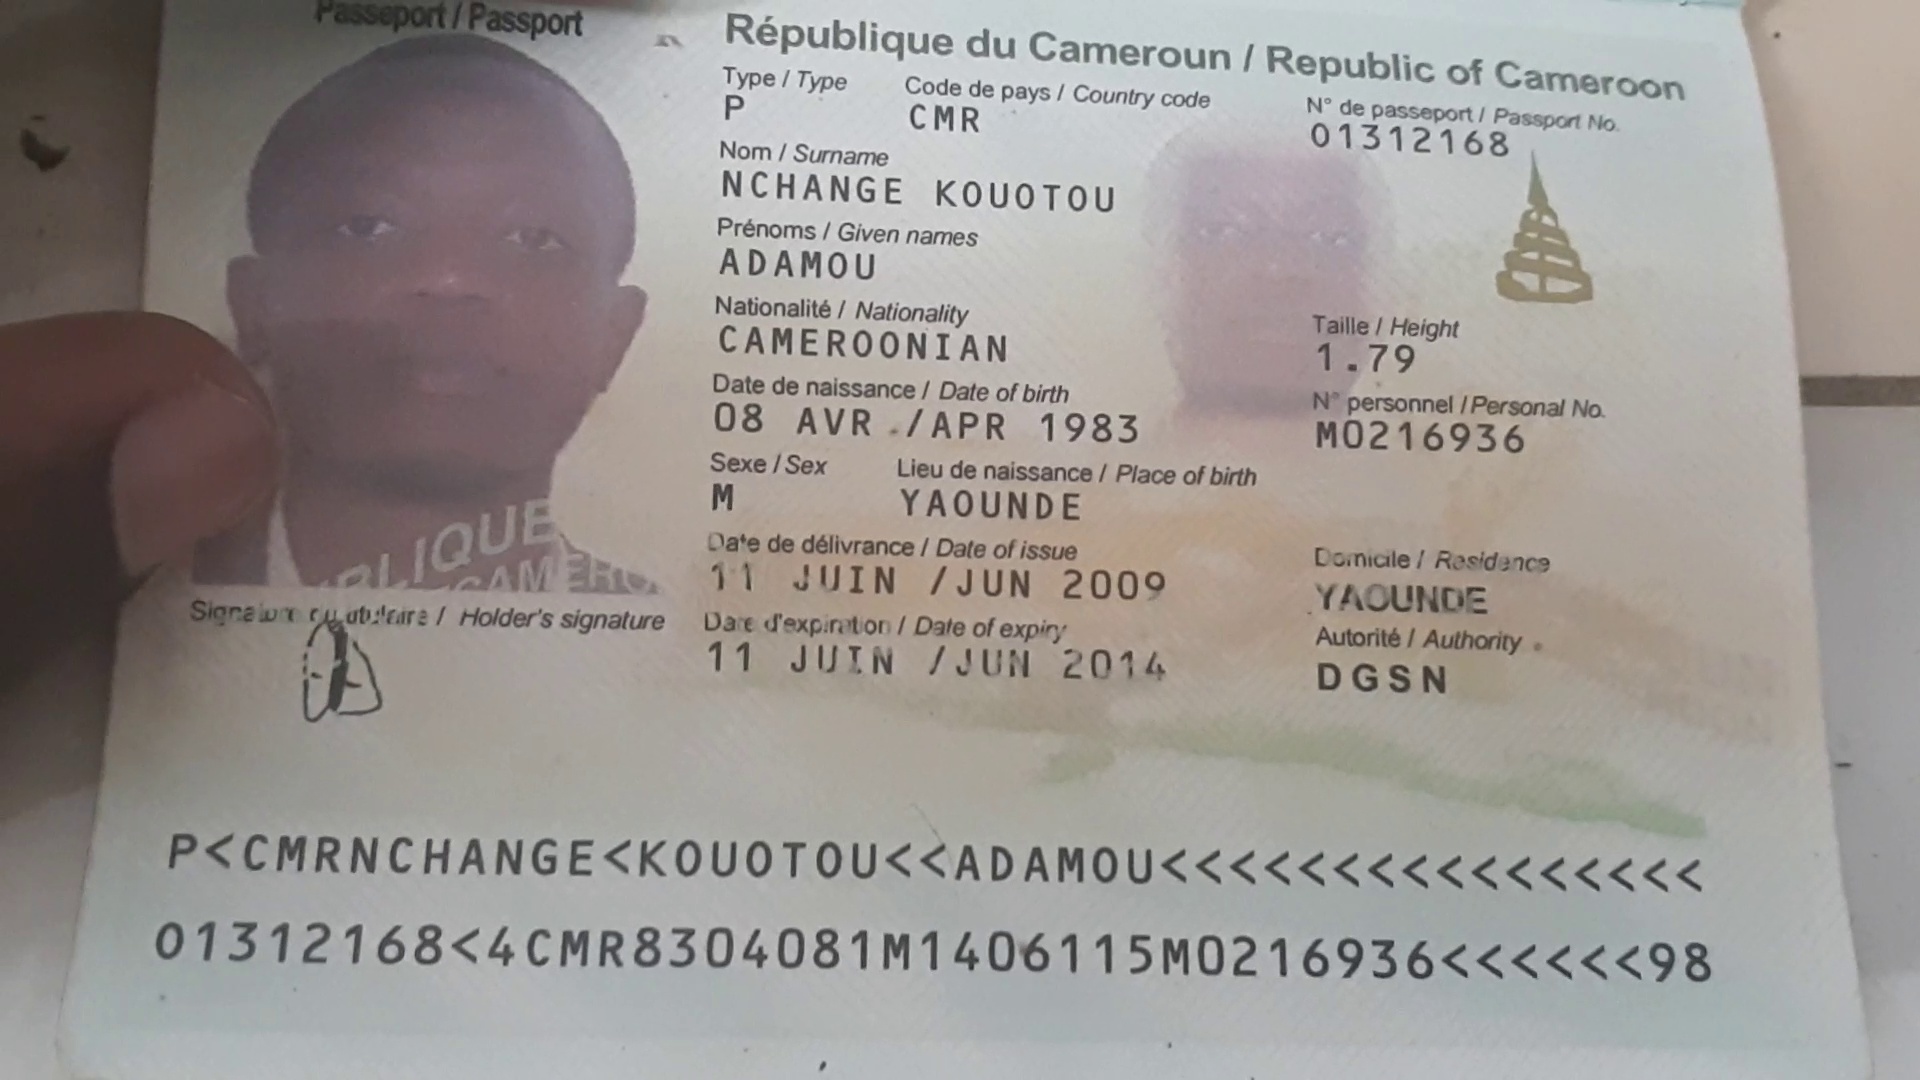 Passeport / Passport
République du Cameroun / Republic of Cameroon
Type / Type
Code de pays / Country code
N° de passeport / Passport No.
P
CMR
01312168
Nom / Surname
NCHANGE KOUOTOU
Prénoms / Given names
ADAMOU
Nationalité / Nationality
CAMEROONIAN
Taille / Height
1.79
Date de naissance / Date of birth
08 AVR ./APR 1983
N° personnel / Personal No.
M0216936
Sexe / Sex
Lieu de naissance / Place of birth
M
YAOUNDE
Date de délivrance / Date of issue
11 JUIN /JUN 2009
Domicile / Residence
YAOUNDE
Date d'expiration / Date of expiry
11 JUIN /JUN 2014
Autorité / Authority
DGSN
BLIQUE
CAMERO
Signature du titulaire / Holder's signature
P<CMRNCHANGE<KOUOTOU<<ADAMOU<<<<<<<<<<<<<<<<
01312168<4CMR8304081M1406115M0216936<<<<<<98